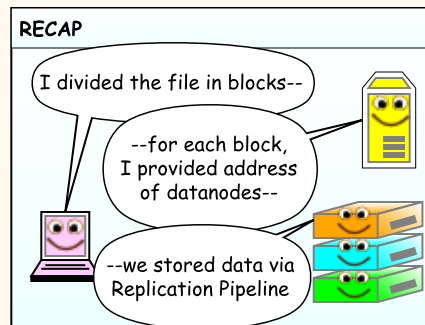 RECAP
I divided the file in blocks--
--for each block,
I provided address
of datanodes--
--we stored data via
Replication Pipeline